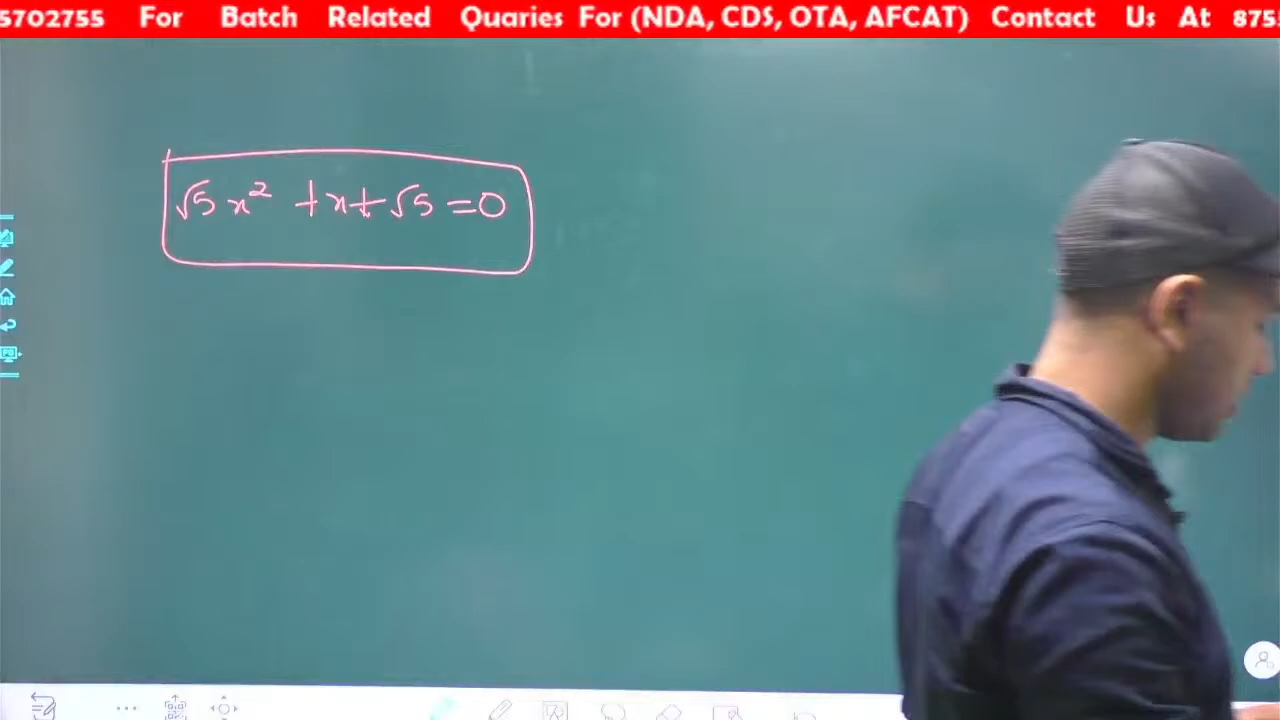 5702755 For Batch Related Quaries For (NDA, CDS, OTA, AFCAT) Contact Us At 875
√5 x² + x + √5 = 0